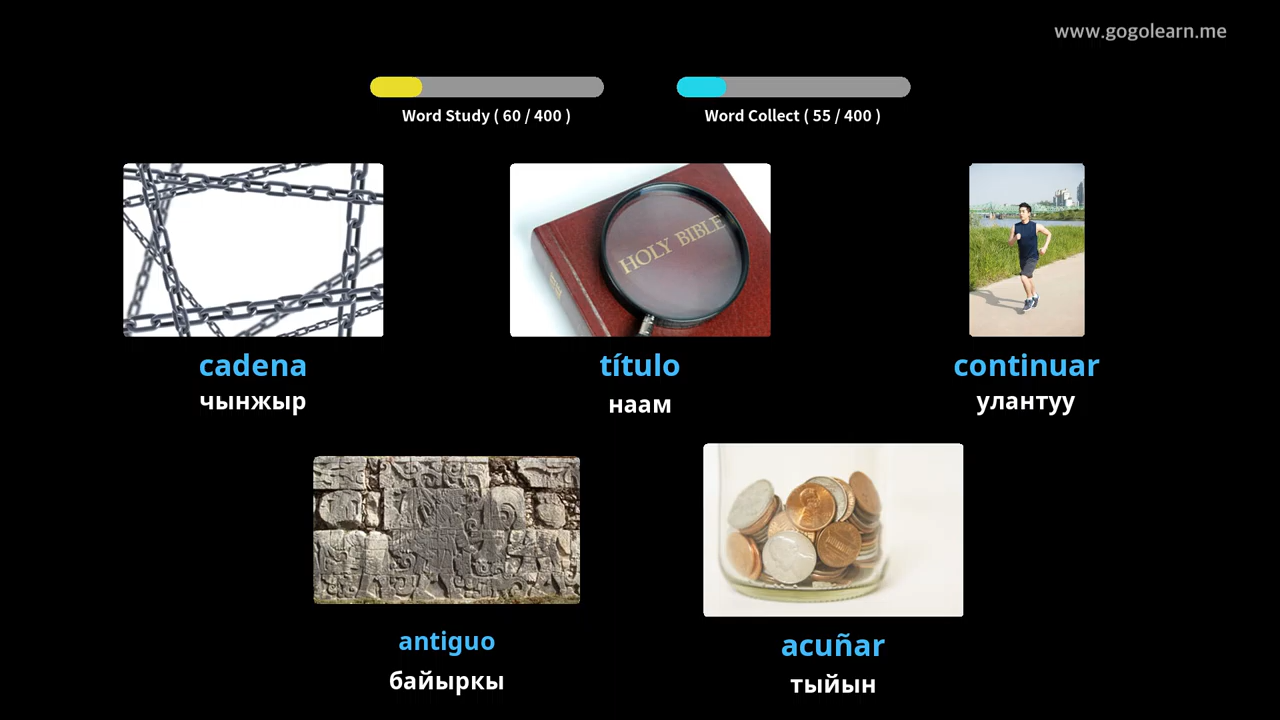 www.gogolearn.me
Word Study ( 60 / 400 )
Word Collect ( 55 / 400 )
HOLY BIBLE
cadena
título
continuar
чынжыр
наам
улантуу
antiguo
acuñar
байыркы
тыйын